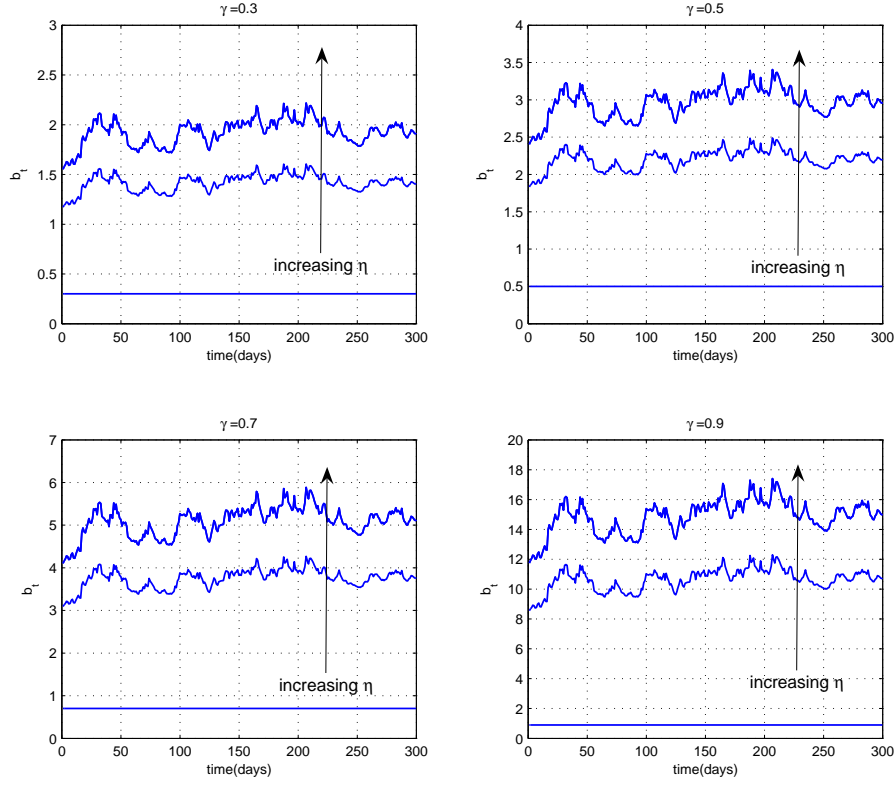 γ=0.3
3
2.5
2
1.5
1
0.5
0
b_t
increasing η
0 50 100 150 200 250 300
time(days)
γ=0.5
4
3.5
3
2.5
2
1.5
1
0.5
0
b_t
increasing η
0 50 100 150 200 250 300
time(days)
γ=0.7
7
6
5
4
3
2
1
0
b_t
increasing η
0 50 100 150 200 250 300
time(days)
γ=0.9
20
18
16
14
12
10
8
6
4
2
0
b_t
increasing η
0 50 100 150 200 250 300
time(days)